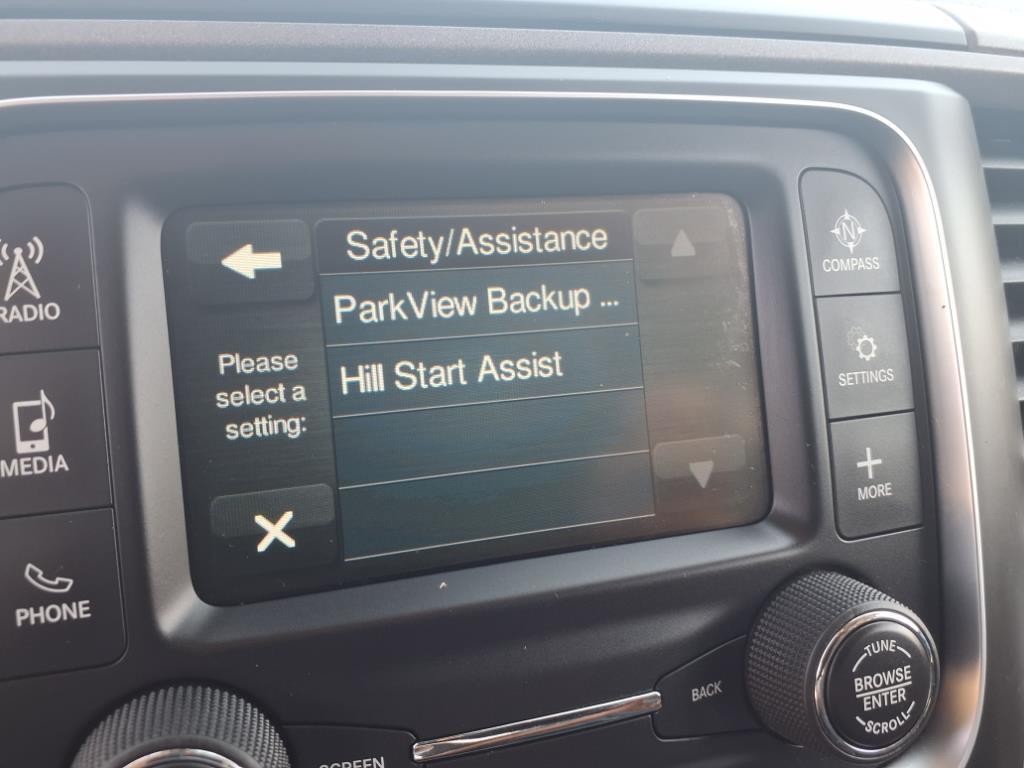 Safety/Assistance
ParkView Backup ...
Hill Start Assist
Please
select a
setting:
RADIO
MEDIA
PHONE
N
COMPASS
SETTINGS
MORE
BACK
TUNE
BROWSE
ENTER
SCROLL
SCREEN